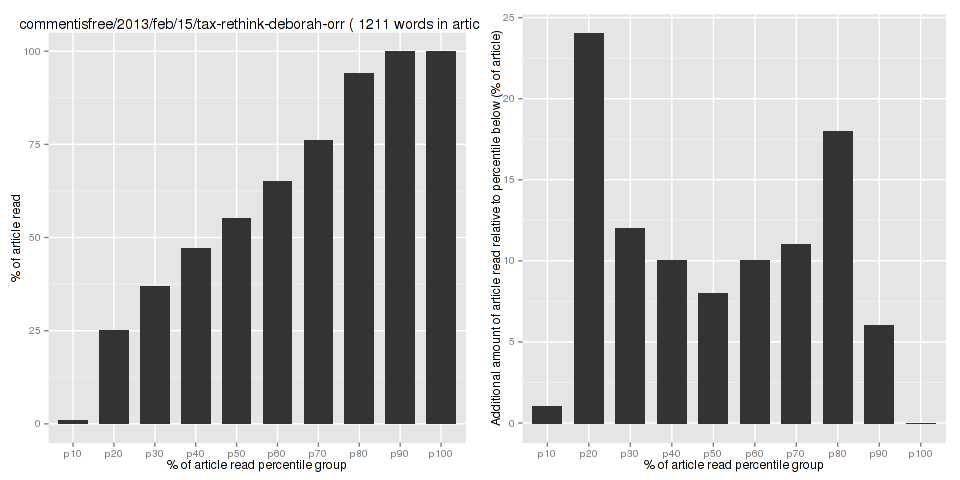 commentisfree/2013/feb/15/tax-rethink-deborah-orr ( 1211 words in artic
% of article read
100
75
50
25
0
p10 p20 p30 p40 p50 p60 p70 p80 p90 p100
% of article read percentile group
Additional amount of article read relative to percentile below (% of article)
25
20
15
10
5
0
p10 p20 p30 p40 p50 p60 p70 p80 p90 p100
% of article read percentile group